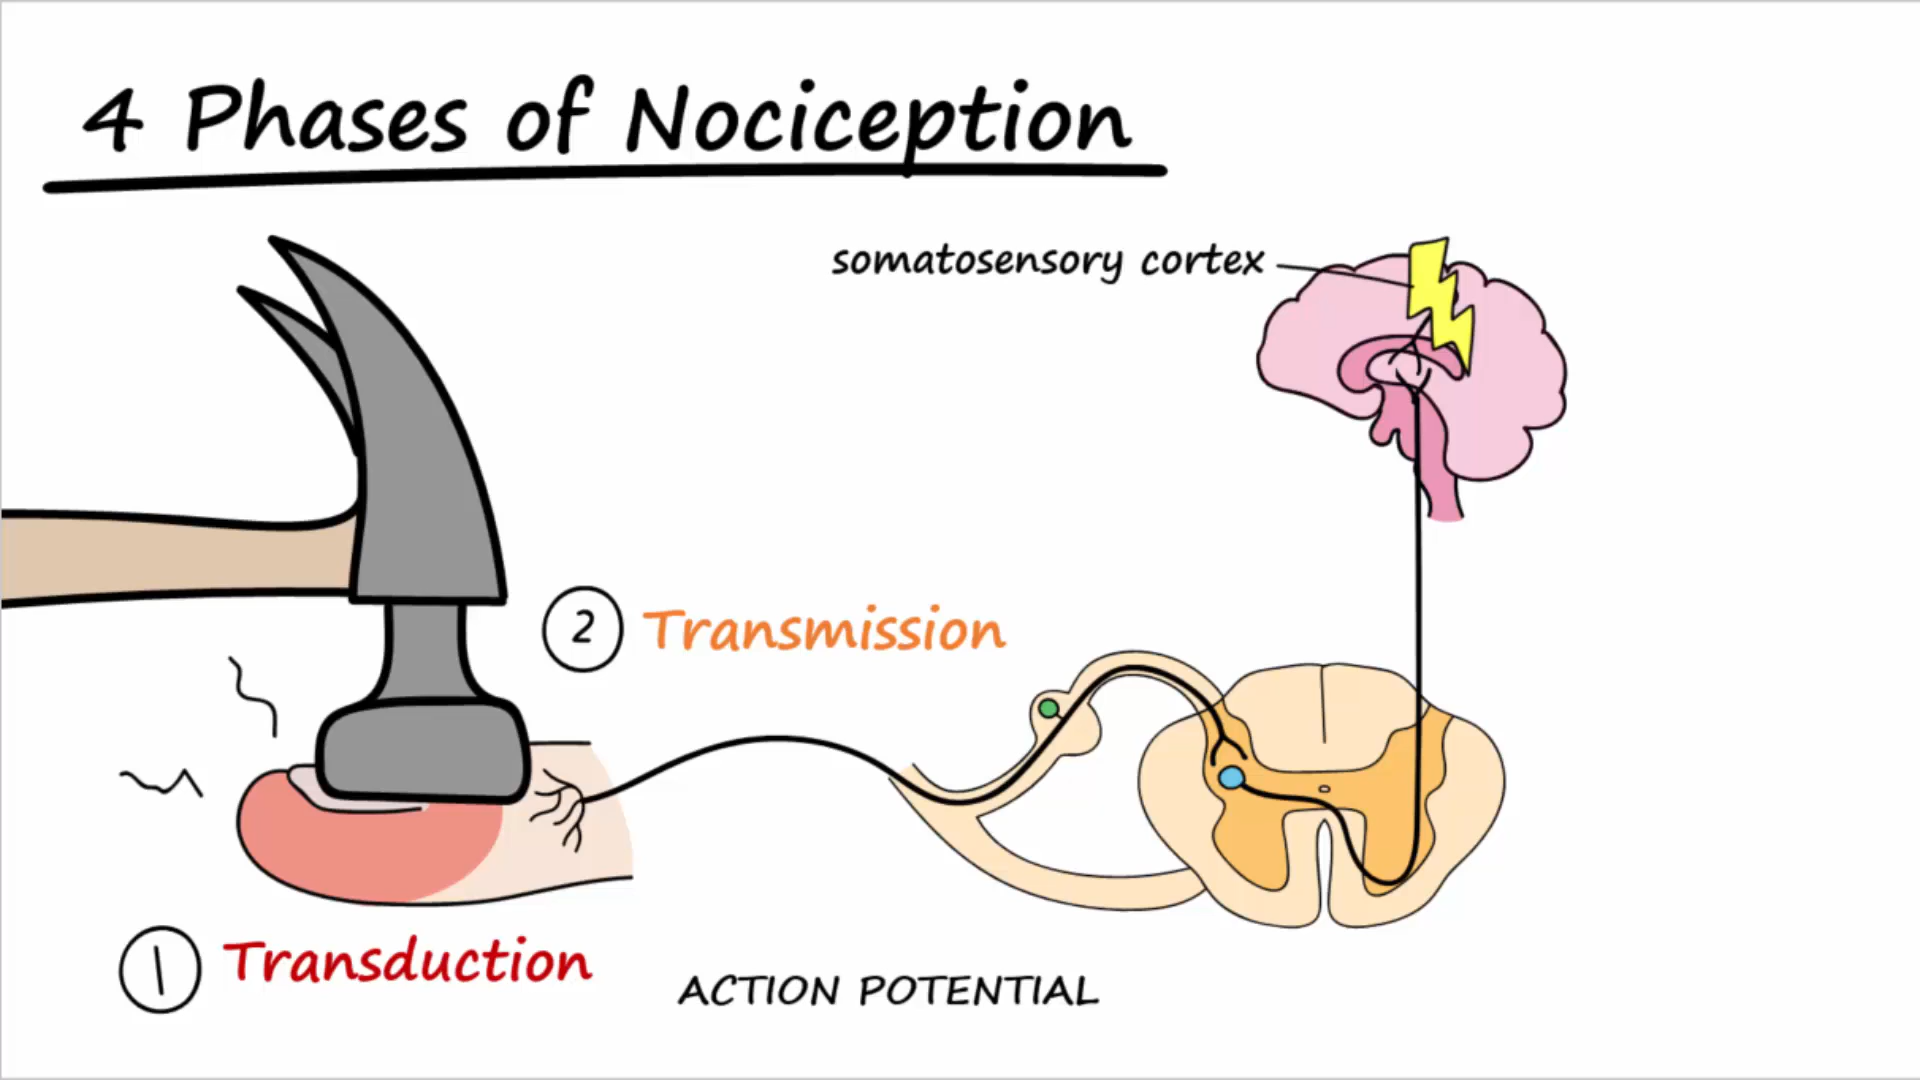 4 Phases of Nociception
somatosensory cortex
2 Transmission
1 Transduction
ACTION POTENTIAL